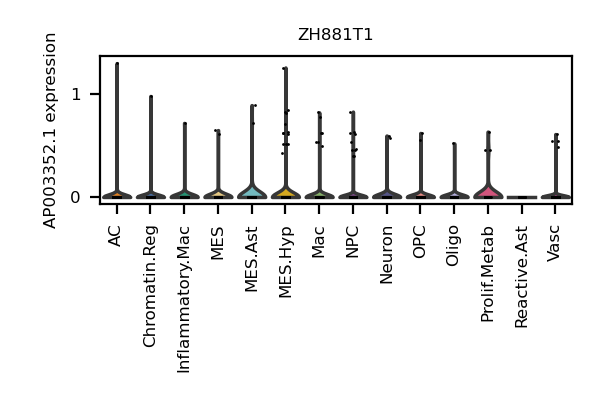 ZH881T1
AP003352.1 expression
1
0
AC
Chromatin.Reg
Inflammatory.Mac
MES
MES.Ast
MES.Hyp
Mac
NPC
Neuron
OPC
Oligo
Prolif.Metab
Reactive.Ast
Vasc